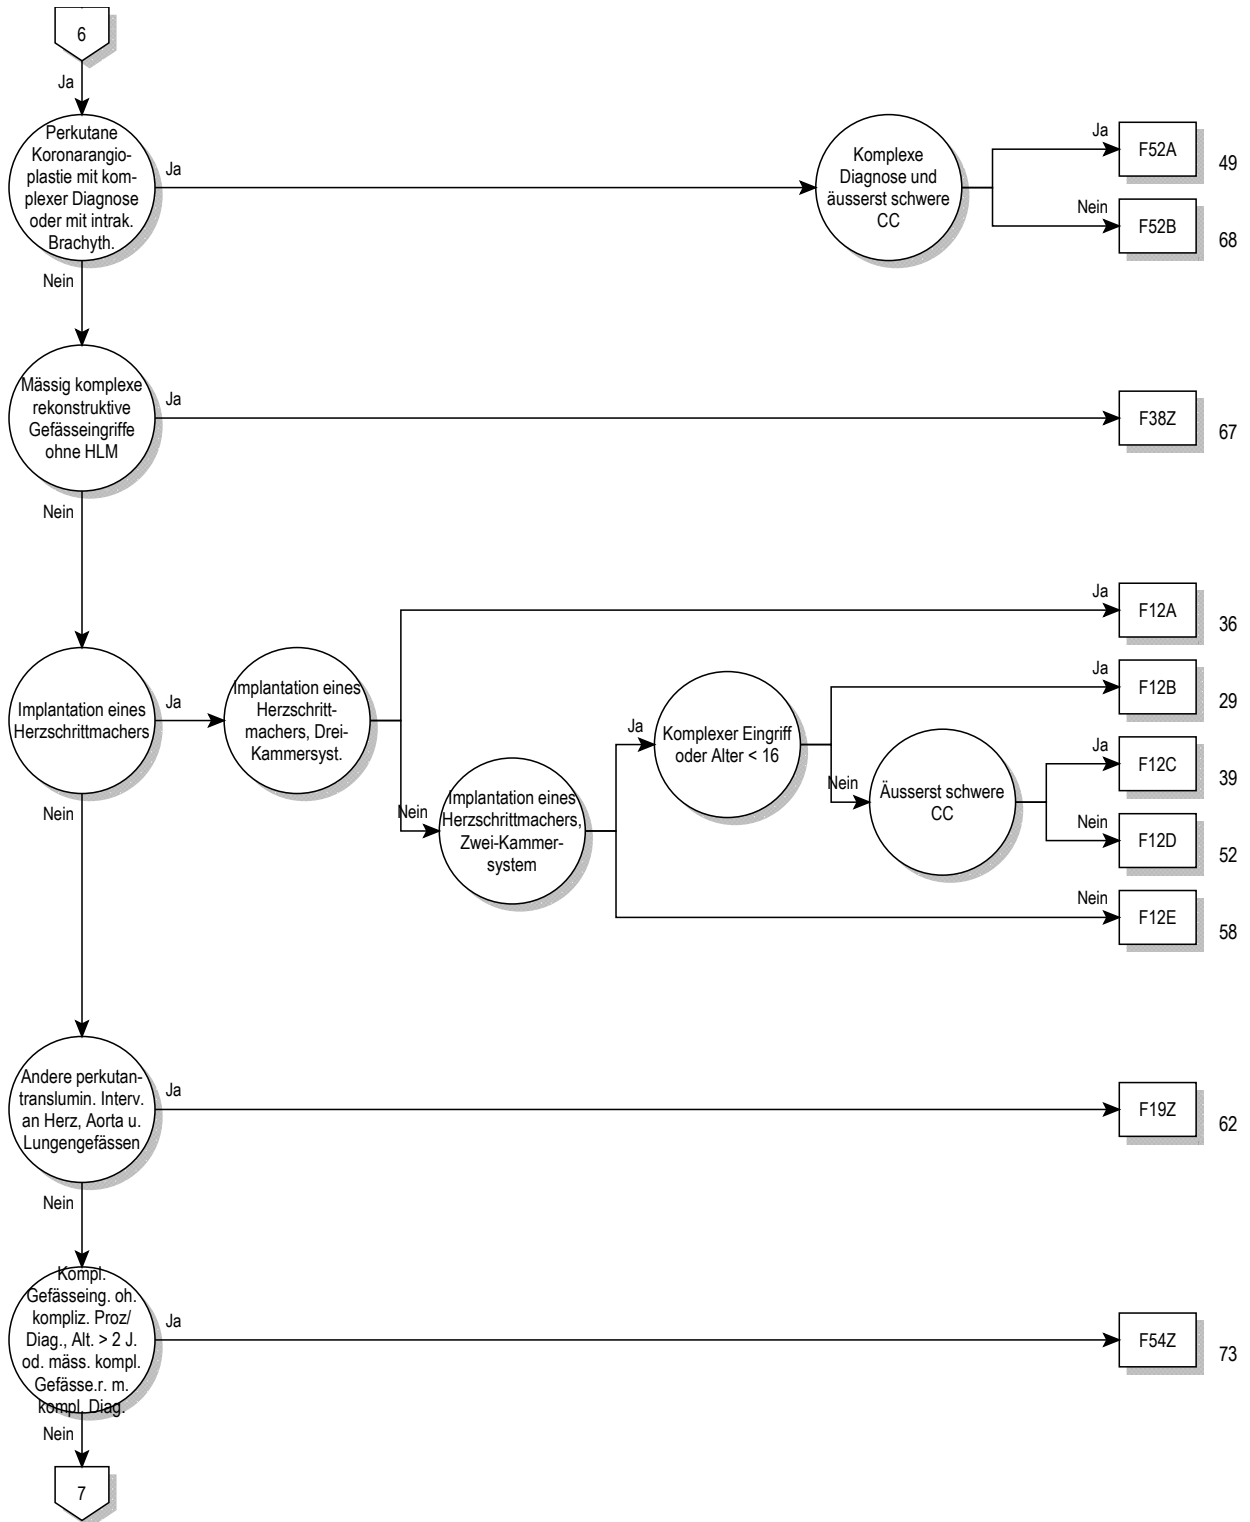 6
Ja
Perkutane
Koronarangio-
plastie mit kom-
plexer Diagnose
oder mit intrak.
Brachyth.
Ja
Komplexe
Diagnose und
äusserst schwere
CC
Ja
F52A
49
Nein
F52B
68
Nein
Mässig komplexe
rekonstruktive
Gefässeingriffe
ohne HLM
Ja
F38Z
67
Nein
Implantation eines
Herzschrittmachers
Ja
Implantation eines
Herzschritt-
machers, Drei-
Kammersyst.
Ja
F12A
36
Nein
Implantation eines
Herzschrittmachers,
Zwei-Kammer-
system
Ja
Komplexer Eingriff
oder Alter < 16
Ja
F12B
29
Nein
Äusserst schwere
CC
Ja
F12C
39
Nein
F12D
52
Nein
F12E
58
Nein
Andere perkutan-
translumin. Interv.
an Herz, Aorta u.
Lungengefässen
Ja
F19Z
62
Nein
Kompl.
Gefässeing. oh.
kompliz. Proz/
Diag., Alt. > 2 J.
od. mäss. kompl.
Gefässe.r. m.
kompl. Diag.
Ja
F54Z
73
Nein
7